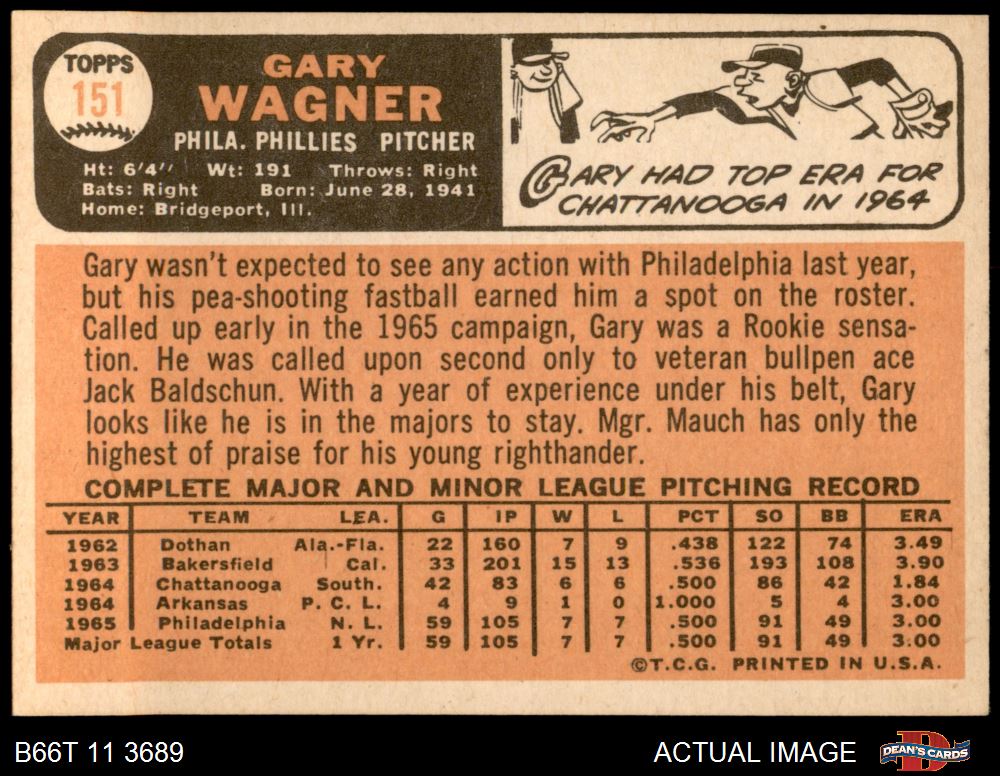 TOPPS
151
GARY
WAGNER
PHILA. PHILLIES PITCHER
Ht: 6'4" Wt: 191 Throws: Right
Bats: Right Born: June 28, 1941
Home: Bridgeport, Ill.
GARY HAD TOP ERA FOR
CHATTANOOGA IN 1964
Gary wasn't expected to see any action with Philadelphia last year,
but his pea-shooting fastball earned him a spot on the roster.
Called up early in the 1965 campaign, Gary was a Rookie sensa-
tion. He was called upon second only to veteran bullpen ace
Jack Baldschun. With a year of experience under his belt, Gary
looks like he is in the majors to stay. Mgr. Mauch has only the
highest of praise for his young righthander.
COMPLETE MAJOR AND MINOR LEAGUE PITCHING RECORD
YEAR TEAM LEA. G IP W L PCT SO BB ERA
1962 Dothan Ala.-Fla. 22 160 7 9 .438 122 74 3.49
1963 Bakersfield Cal. 33 201 15 13 .536 193 108 3.90
1964 Chattanooga South. 42 83 6 6 .500 86 42 1.84
1964 Arkansas P. C. L. 4 9 1 0 1.000 5 4 3.00
1965 Philadelphia N. L. 59 105 7 7 .500 91 49 3.00
Major League Totals 1 Yr. 59 105 7 7 .500 91 49 3.00
©T.C.G. PRINTED IN U.S.A.
B66T 11 3689
ACTUAL IMAGE
DEAN'S CARDS